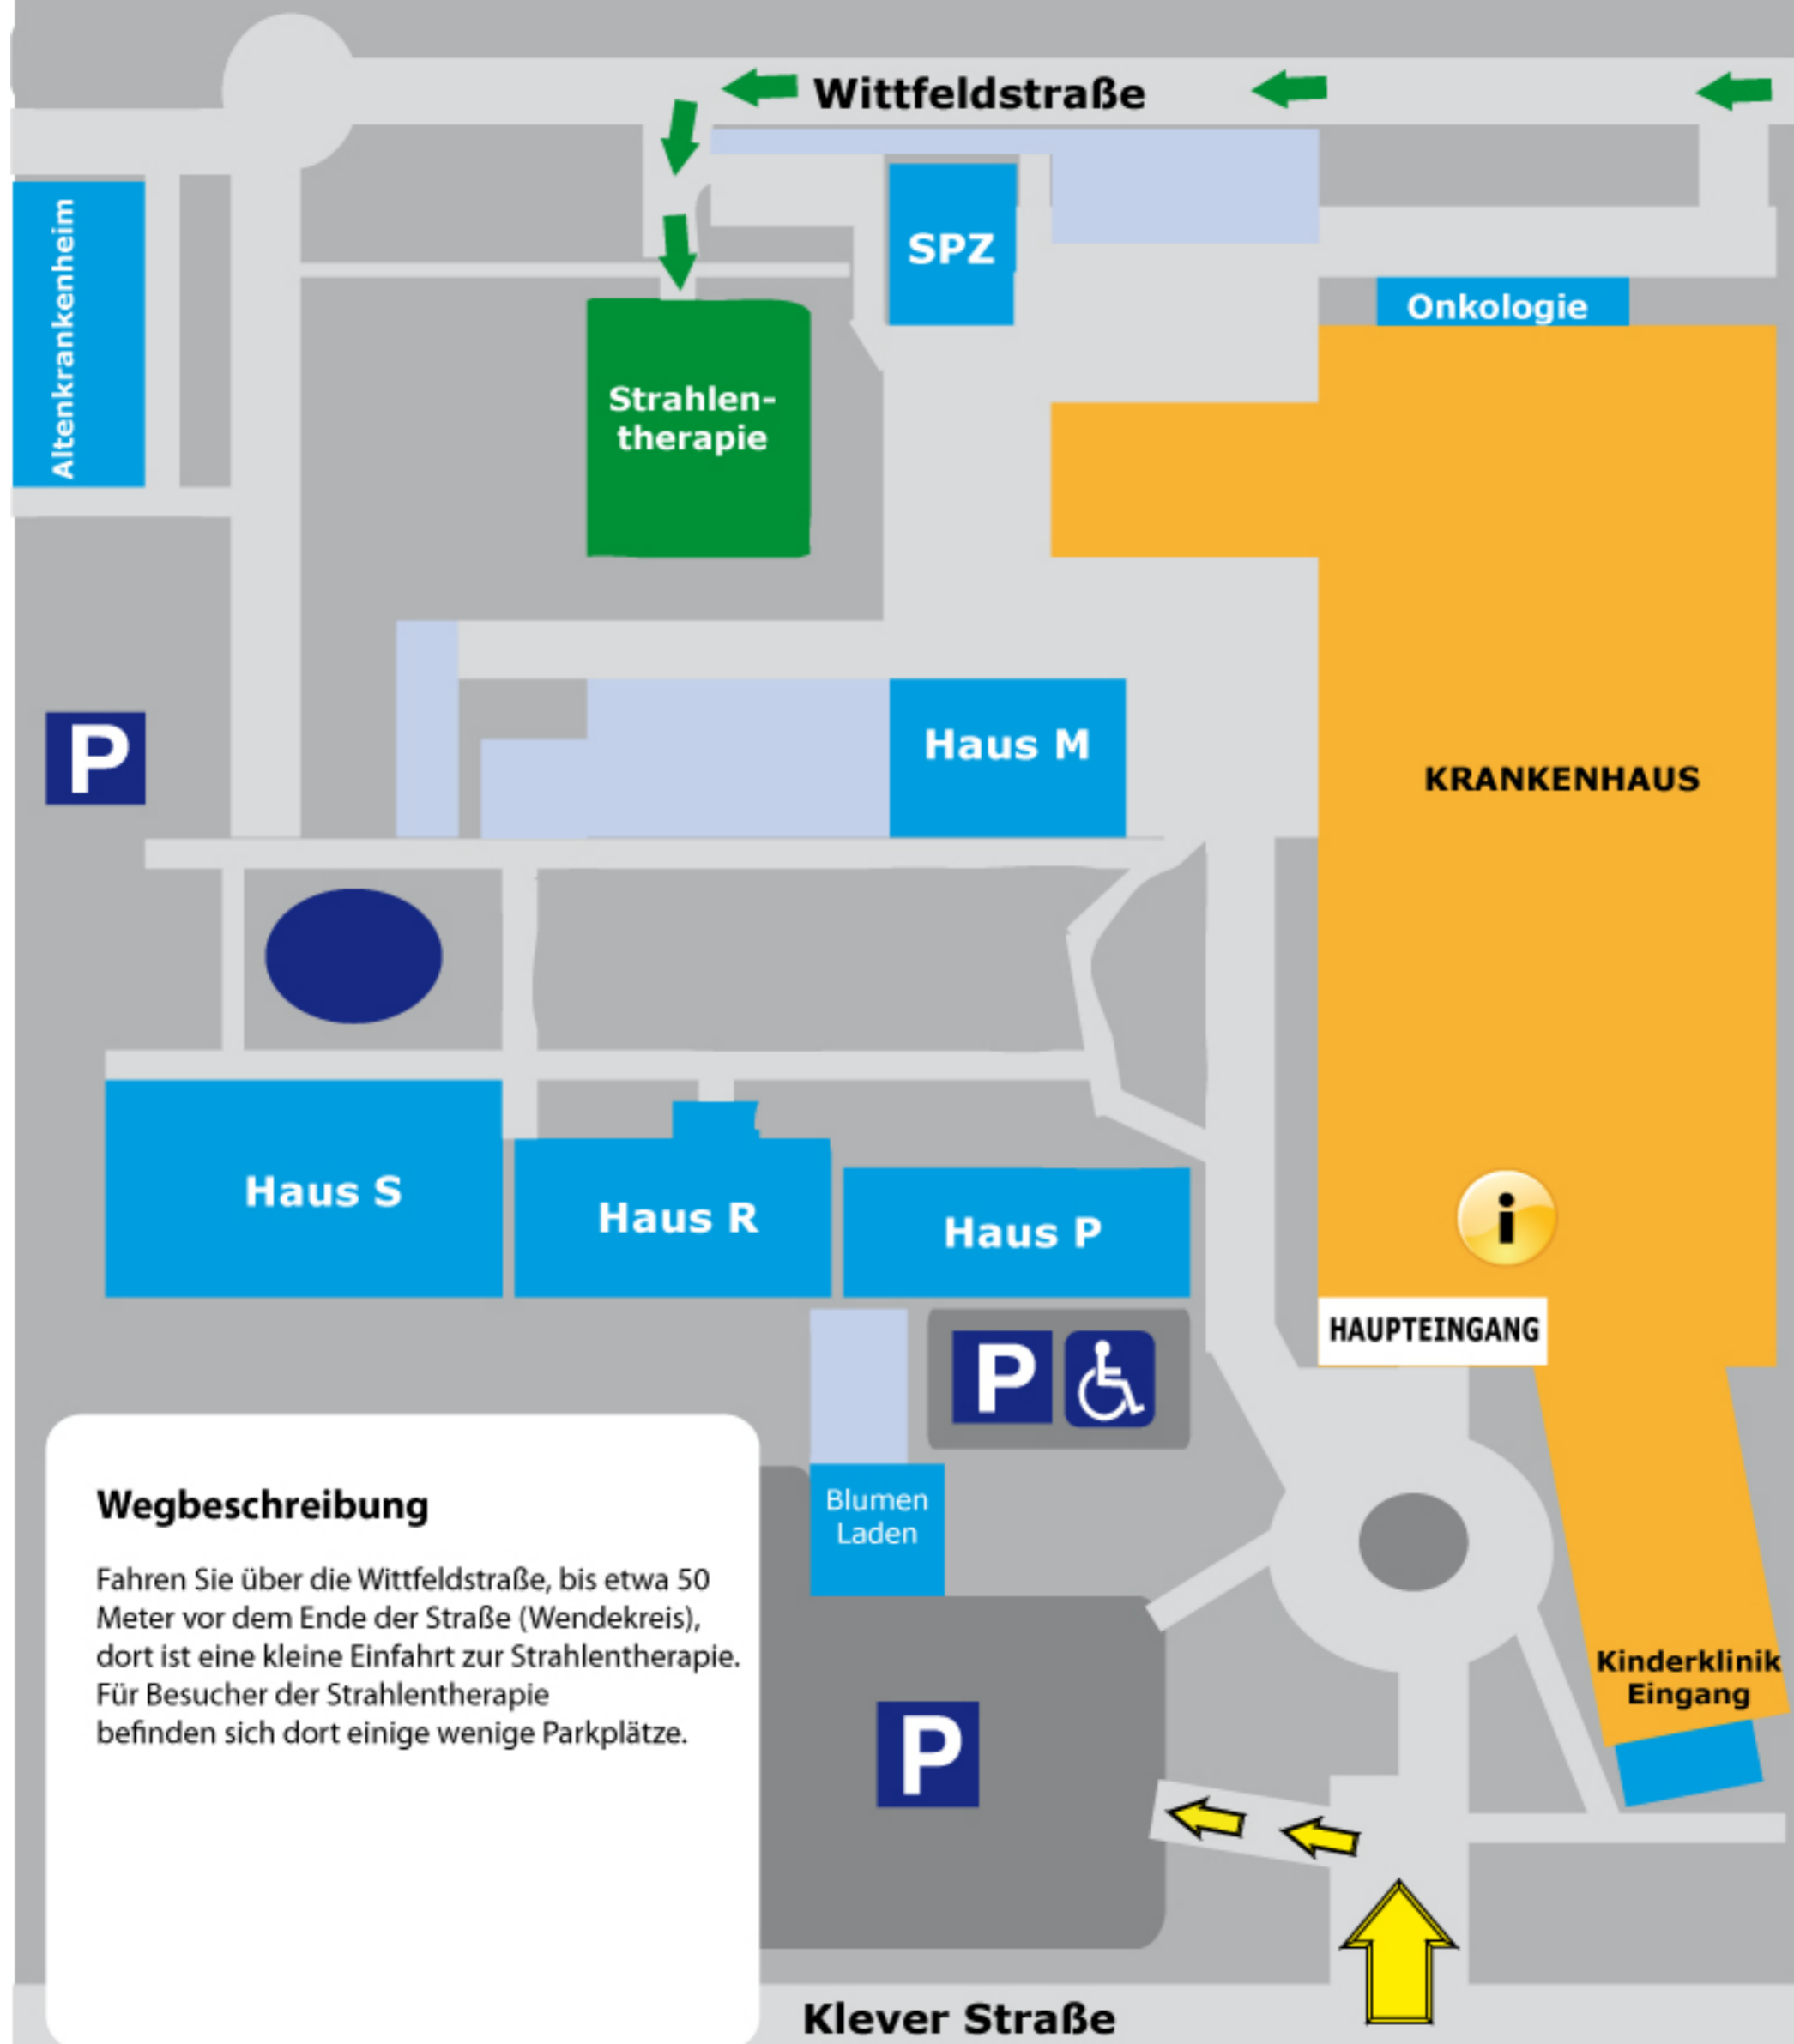 Wittfeldstraße
Altenkrankenheim
SPZ
Onkologie
Strahlen-
therapie
P
Haus M
KRANKENHAUS
Haus S
Haus R
Haus P
i
HAUPTEINGANG
P
Blumen
Laden
Wegbeschreibung
Fahren Sie über die Wittfeldstraße, bis etwa 50
Meter vor dem Ende der Straße (Wendekreis),
dort ist eine kleine Einfahrt zur Strahlentherapie.
Für Besucher der Strahlentherapie
befinden sich dort einige wenige Parkplätze.
Kinderklinik
Eingang
P
Klever Straße